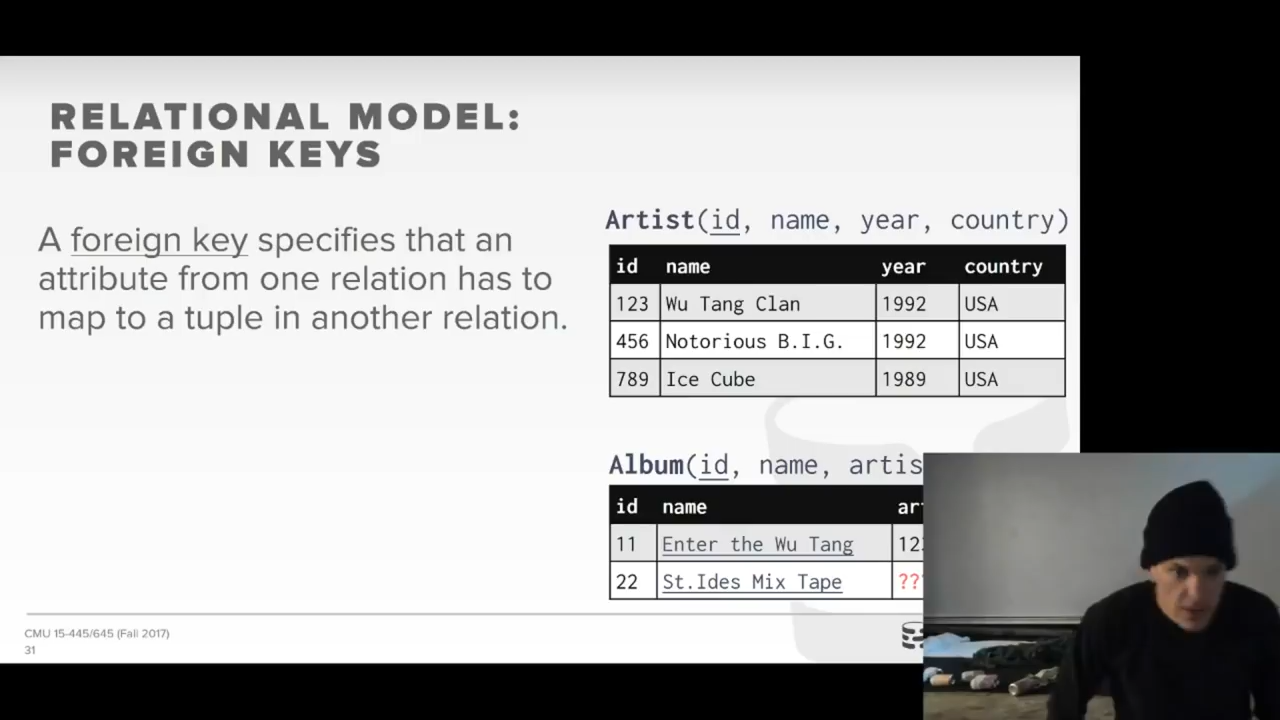 RELATIONAL MODEL:
FOREIGN KEYS
A foreign key specifies that an
attribute from one relation has to
map to a tuple in another relation.
Artist(id, name, year, country)
id name year country
123 Wu Tang Clan 1992 USA
456 Notorious B.I.G. 1992 USA
789 Ice Cube 1989 USA
Album(id, name, artis
id name ar
11 Enter the Wu Tang 12
22 St.Ides Mix Tape ??
CMU 15-445/645 (Fall 2017)
31